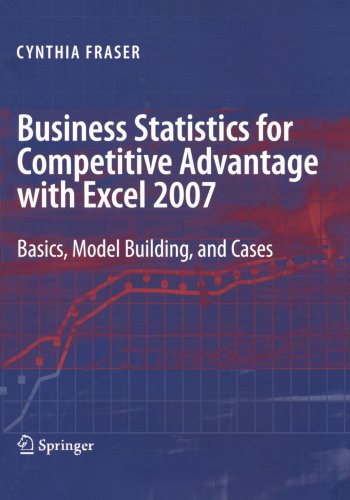 CYNTHIA FRASER
Business Statistics for
Competitive Advantage
with Excel 2007
Basics, Model Building, and Cases
Springer